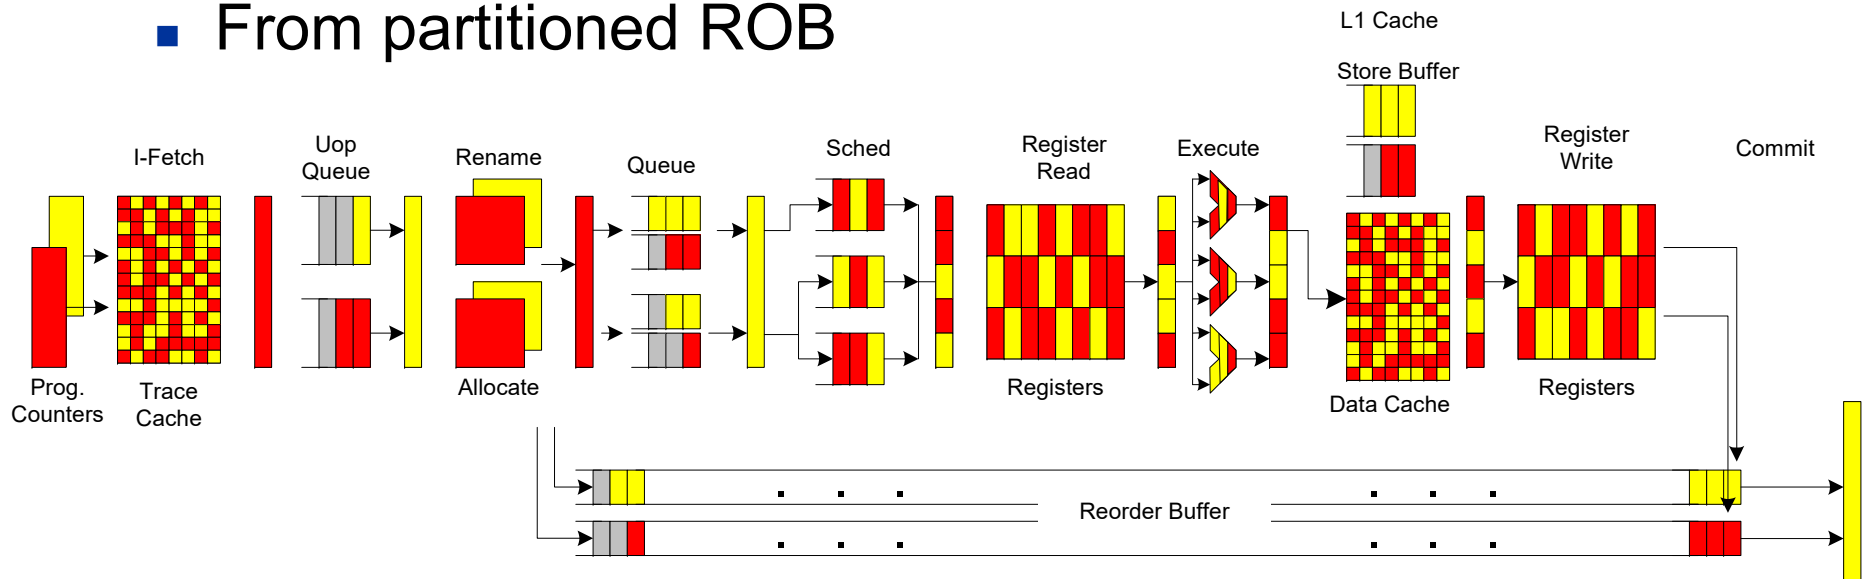 From partitioned ROB
L1 Cache
Store Buffer
I-Fetch
Uop
Queue
Rename
Queue
Sched
Register
Read
Execute
Register
Write
Commit
Prog.
Counters
Trace
Cache
Allocate
Registers
Data Cache
Registers
Reorder Buffer